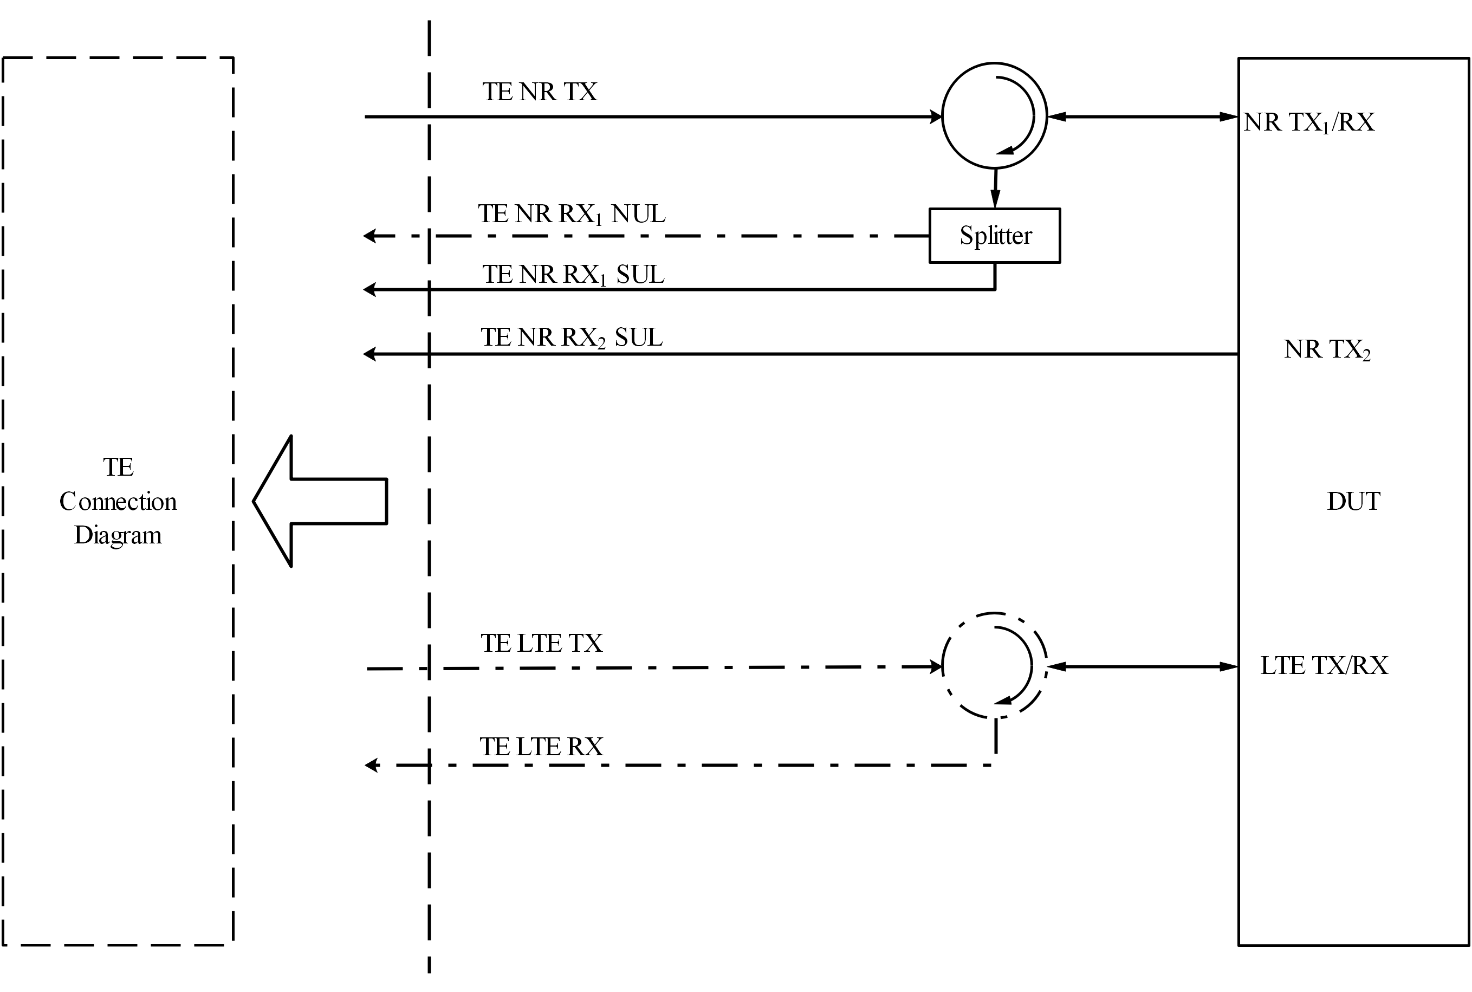 TE NR TX
NR TX₁/RX
TE NR RX₁ NUL
Splitter
TE NR RX₁ SUL
TE NR RX₂ SUL
NR TX₂
TE
Connection
Diagram
DUT
TE LTE TX
LTE TX/RX
TE LTE RX